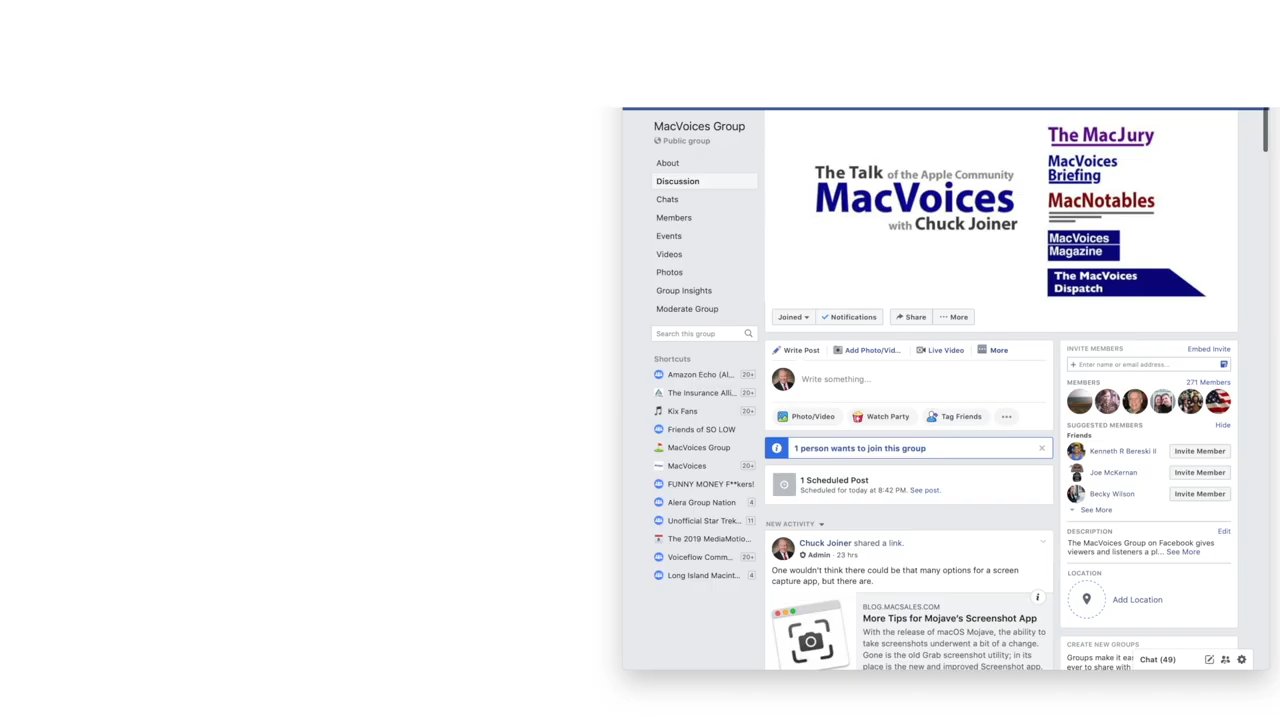 MacVoices Group
Public group
About
Discussion
Chats
Members
Events
Videos
Photos
Group Insights
Moderate Group
Search this group
Shortcuts
Amazon Echo (Al... 20+
The Insurance Alli... 20+
Kix Fans 20+
Friends of SO LOW
MacVoices Group
MacVoices 20+
FUNNY MONEY F**kers!
Alera Group Nation 4
Unofficial Star Trek... 11
The 2019 MediaMotio...
Voiceflow Comm... 20+
Long Island Macint... 4
The Talk of the Apple Community
MacVoices
with Chuck Joiner
The MacJury
MacVoices
Briefing
MacNotables
MacVoices
Magazine
The MacVoices
Dispatch
Joined Notifications Share ··· More
Write Post Add Photo/Vid... Live Video More
Write something...
Photo/Video Watch Party Tag Friends ···
1 person wants to join this group
1 Scheduled Post
Scheduled for today at 8:42 PM. See post.
NEW ACTIVITY
Chuck Joiner shared a link.
Admin · 23 hrs
One wouldn't think there could be that many options for a screen
capture app, but there are.
BLOG.MACSALES.COM
More Tips for Mojave's Screenshot App
With the release of macOS Mojave, the ability to
take screenshots underwent a bit of a change.
Gone is the old Grab screenshot utility; in its
place is the new and improved Screenshot app.
INVITE MEMBERS Embed Invite
+ Enter name or email address...
MEMBERS 271 Members
SUGGESTED MEMBERS Hide
Friends
Kenneth R Bereski II Invite Member
Joe McKernan Invite Member
Becky Wilson Invite Member
See More
DESCRIPTION Edit
The MacVoices Group on Facebook gives
viewers and listeners a pl... See More
LOCATION
Add Location
CREATE NEW GROUPS
Groups make it eas
ever to share with
Chat (49)